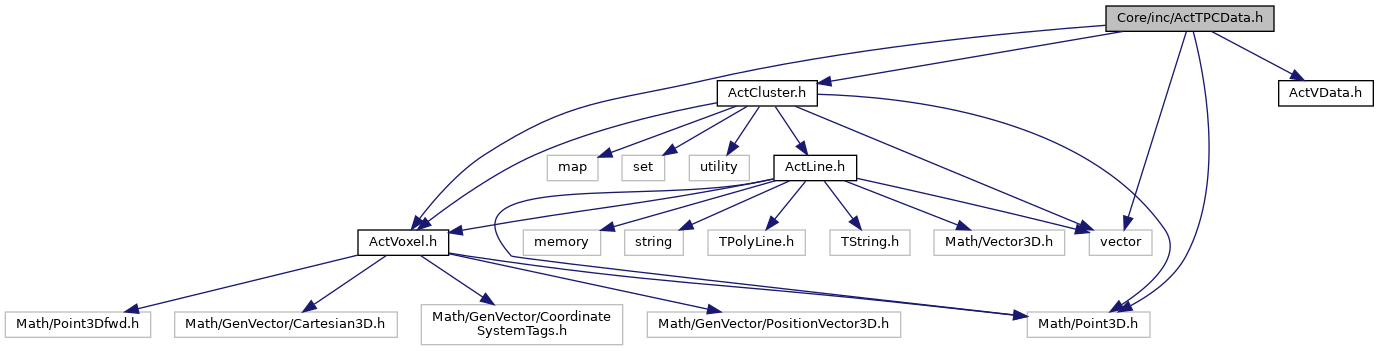 Core/inc/ActTPCData.h
ActCluster.h
ActVData.h
map
set
utility
ActLine.h
ActVoxel.h
memory
string
TPolyLine.h
TString.h
Math/Vector3D.h
vector
Math/Point3Dfwd.h
Math/GenVector/Cartesian3D.h
Math/GenVector/Coordinate
SystemTags.h
Math/GenVector/PositionVector3D.h
Math/Point3D.h